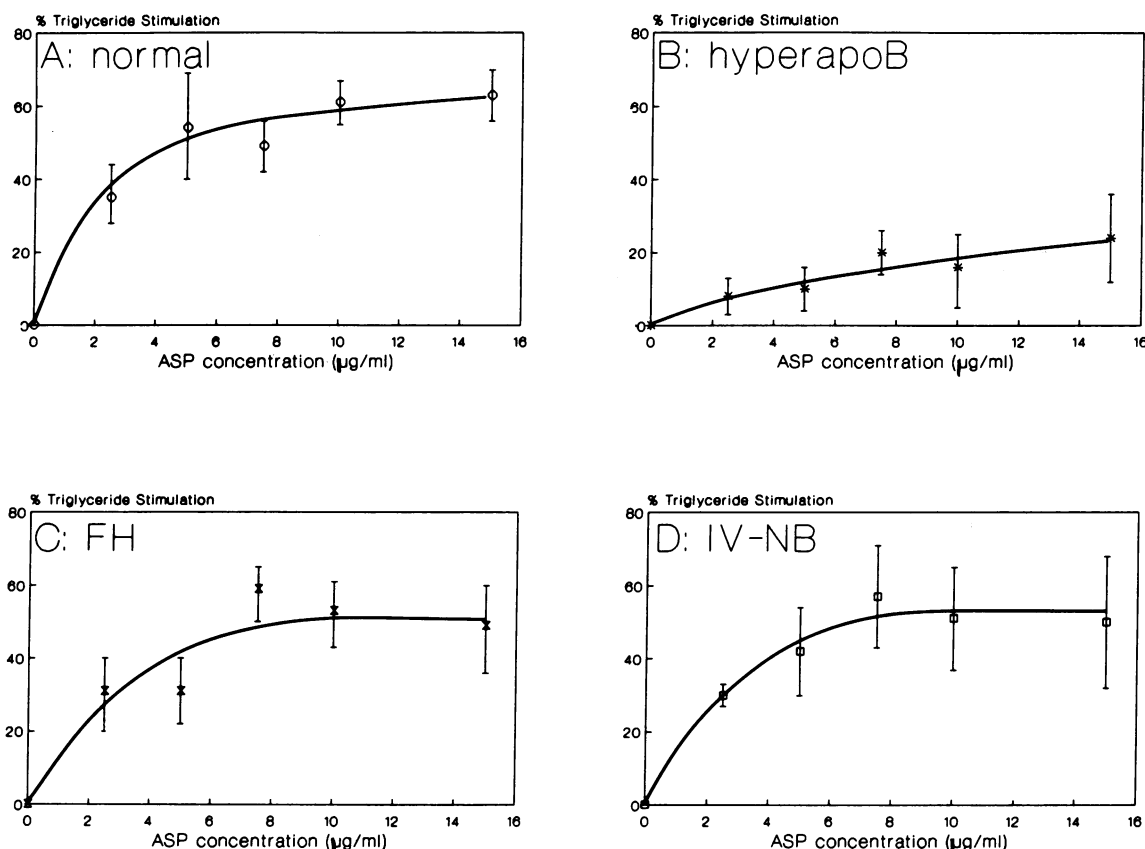 % Triglyceride Stimulation
A: normal
80
60
40
20
0
0 2 4 6 8 10 12 14 16
ASP concentration (µg/ml)
% Triglyceride Stimulation
B: hyperapoB
80
60
40
20
0
0 2 4 6 8 10 12 14 16
ASP concentration (µg/ml)
% Triglyceride Stimulation
C: FH
80
60
40
20
0
0 2 4 6 8 10 12 14 16
ASP concentration (µg/ml)
% Triglyceride Stimulation
D: IV-NB
80
60
40
20
0
0 2 4 6 8 10 12 14 16
ASP concentration (µg/ml)